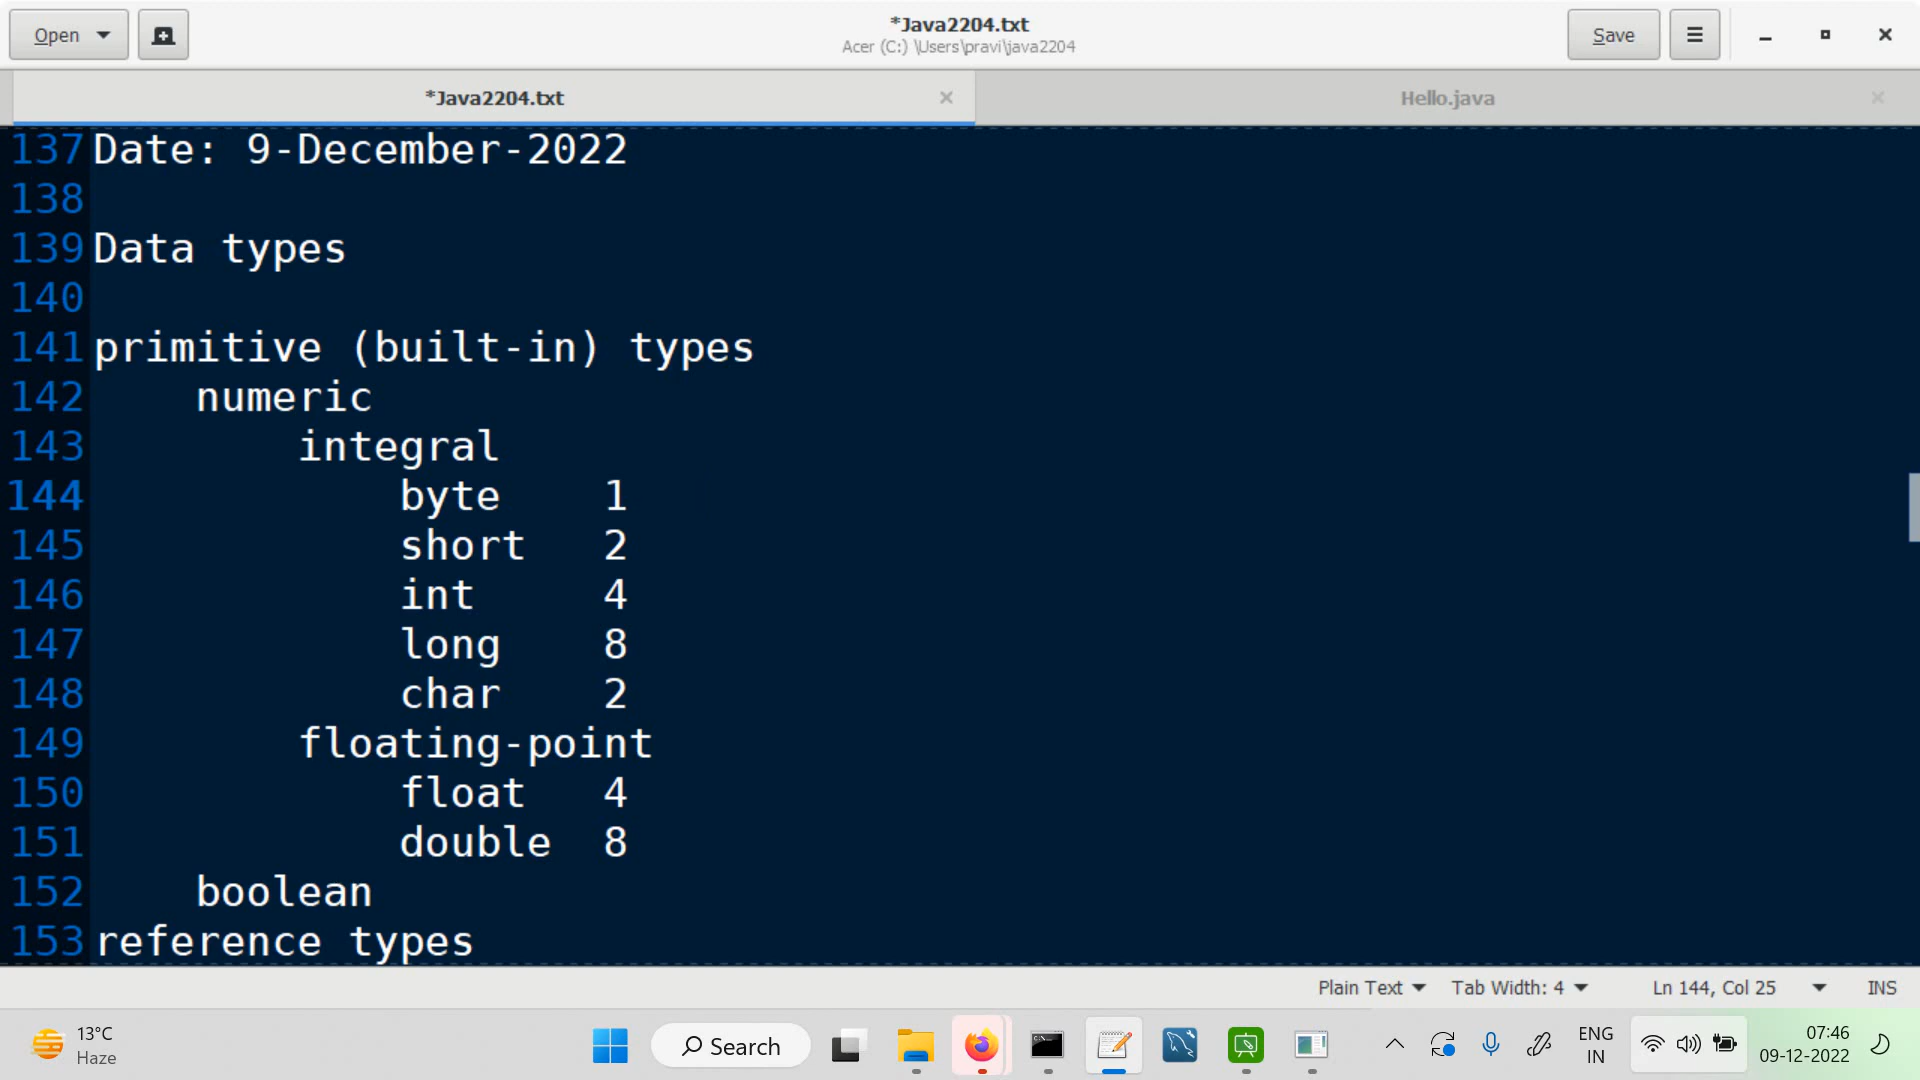 Open
*Java2204.txt
Acer (C:) \Users\pravi\java2204
Save
*Java2204.txt
Hello.java
137 Date: 9-December-2022
138
139 Data types
140
141 primitive (built-in) types
142 numeric
143 integral
144 byte 1
145 short 2
146 int 4
147 long 8
148 char 2
149 floating-point
150 float 4
151 double 8
152 boolean
153 reference types
Plain Text Tab Width: 4 Ln 144, Col 25 INS
13°C
Haze
Search
ENG
IN
07:46
09-12-2022